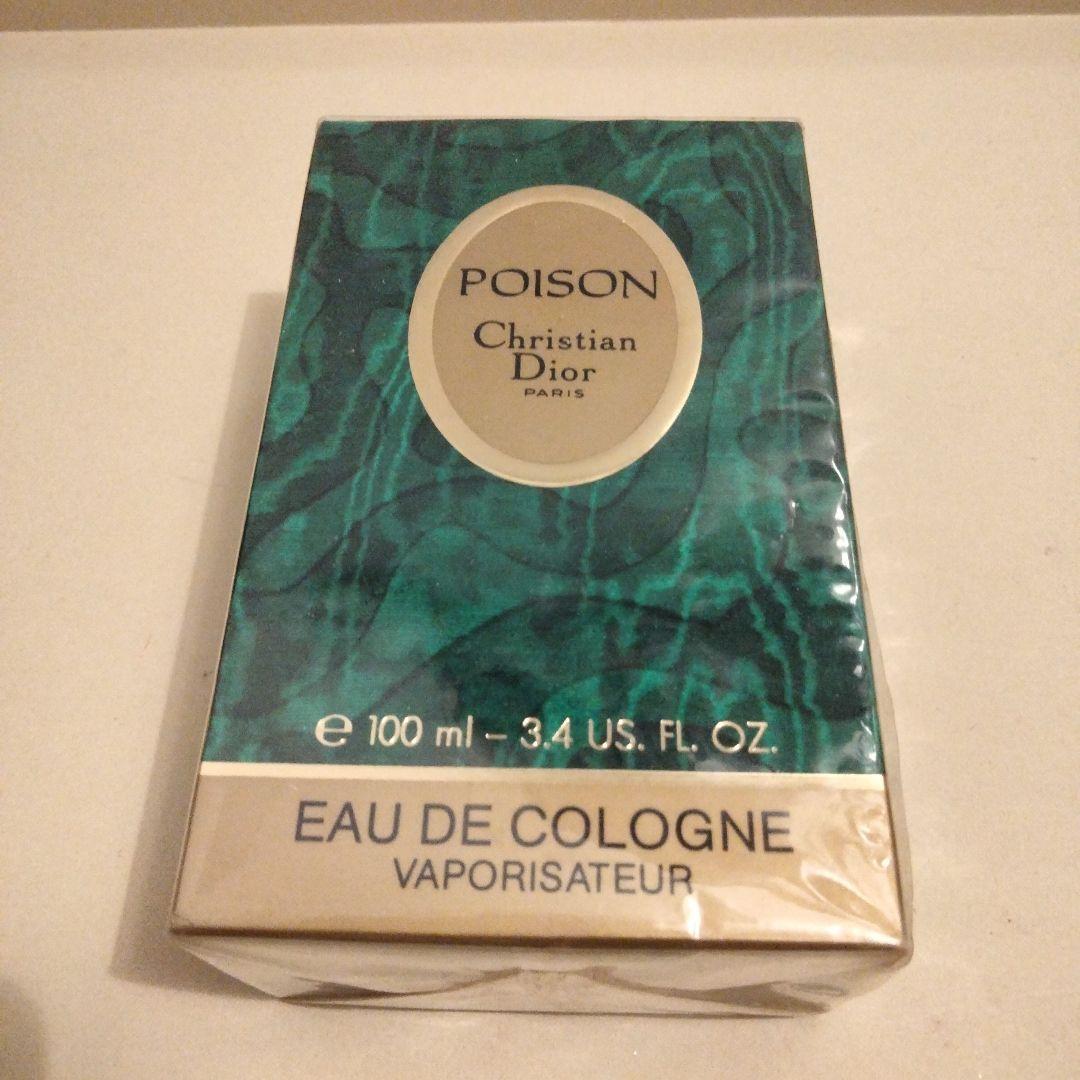 POISON
Christian
Dior
PARIS
e 100 ml - 3.4 US. FL. OZ.
EAU DE COLOGNE
VAPORISATEUR